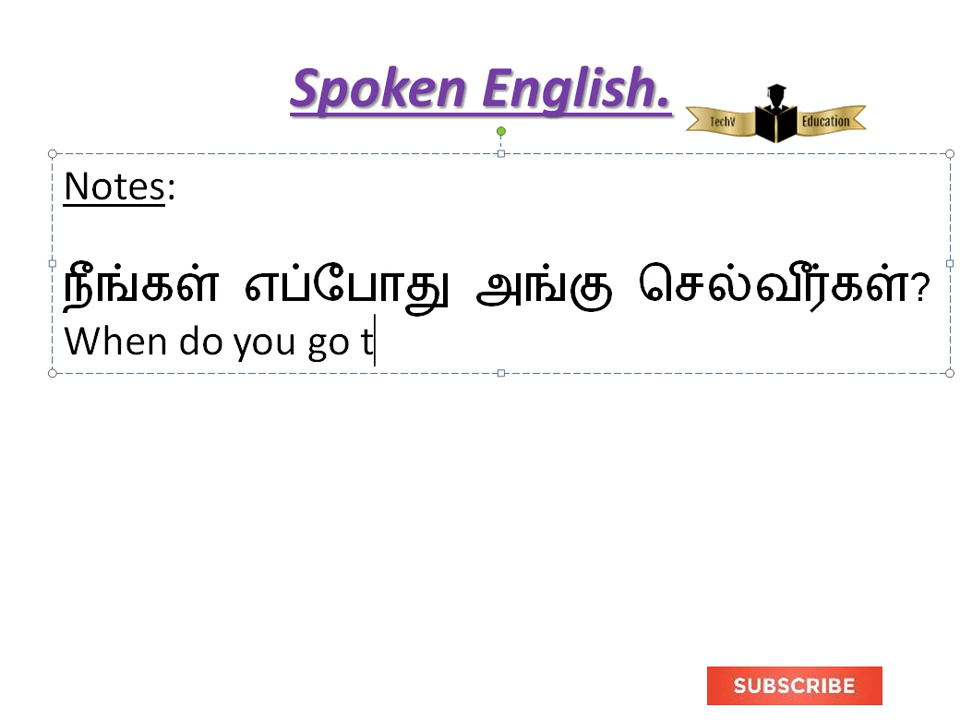 Spoken English.
TechV Education
Notes:
நீங்கள் எப்போது அங்கு செல்வீர்கள்?
When do you go t
SUBSCRIBE